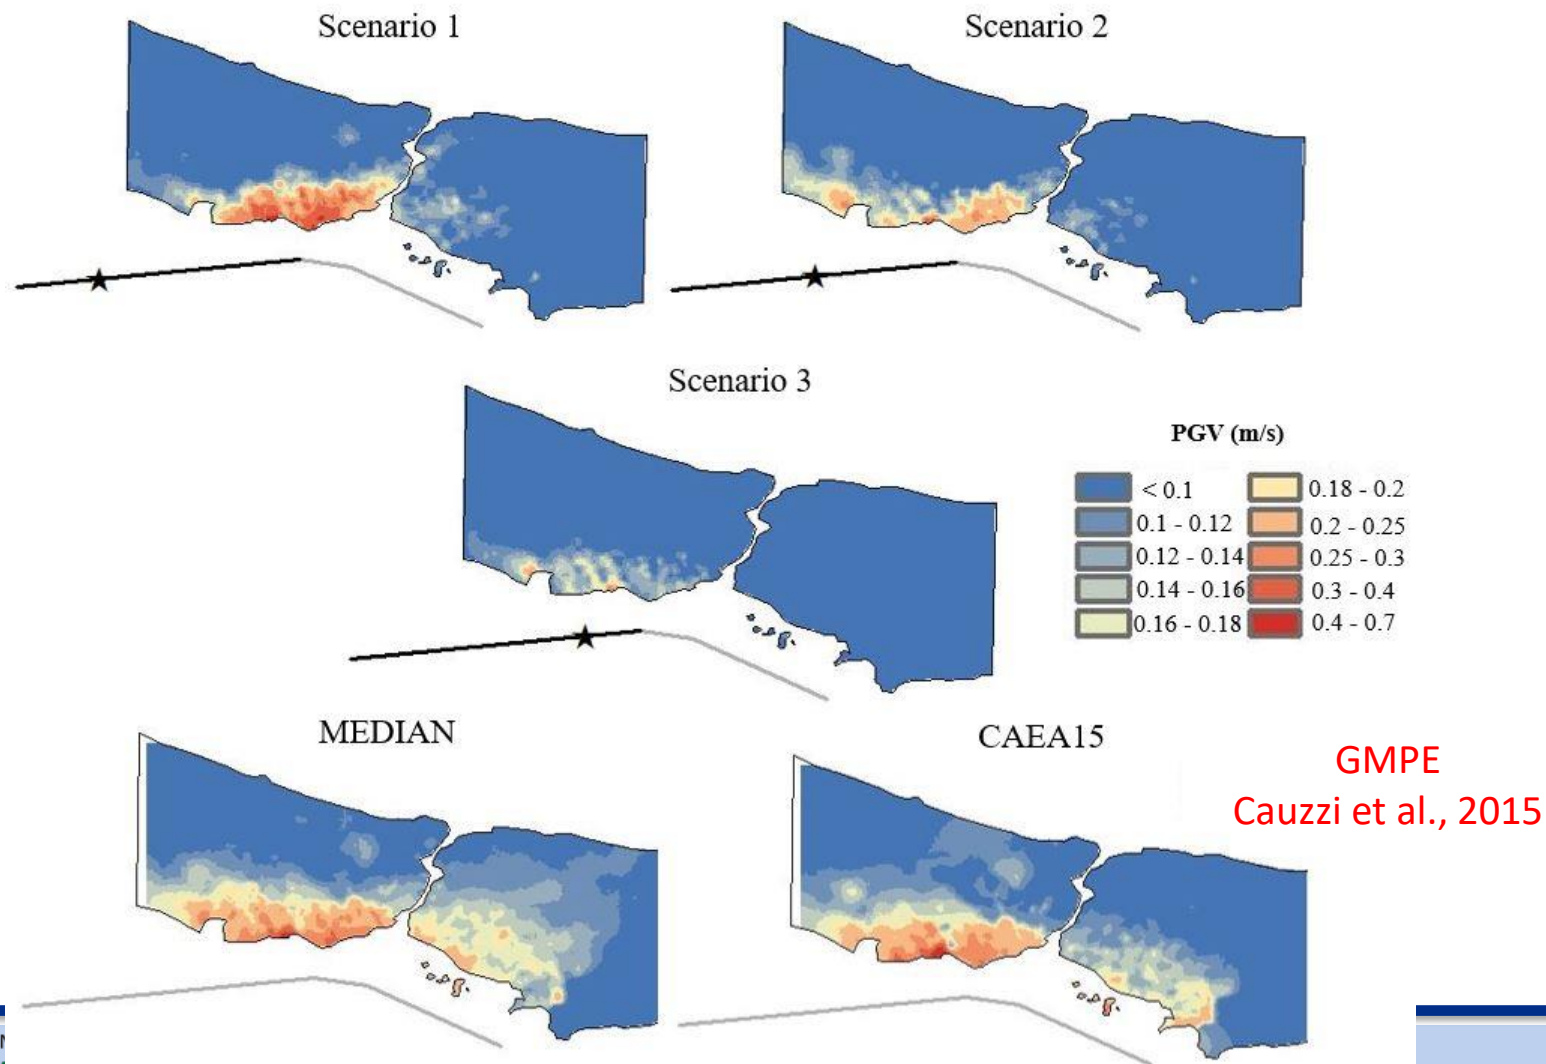 Scenario 1
Scenario 2
Scenario 3
PGV (m/s)
< 0.1
0.18 - 0.2
0.1 - 0.12
0.2 - 0.25
0.12 - 0.14
0.25 - 0.3
0.14 - 0.16
0.3 - 0.4
0.16 - 0.18
0.4 - 0.7
MEDIAN
CAEA15
GMPE
Cauzzi et al., 2015